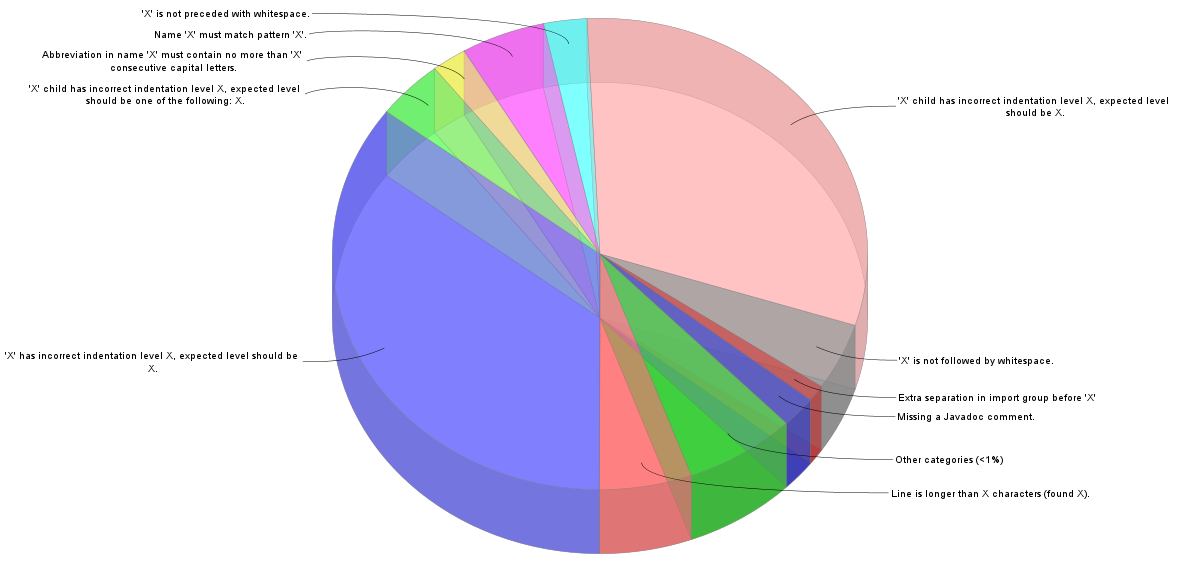 'X' is not preceded with whitespace.
Name 'X' must match pattern 'X'.
Abbreviation in name 'X' must contain no more than 'X'
consecutive capital letters.
'X' child has incorrect indentation level X, expected level
should be one of the following: X.
'X' has incorrect indentation level X, expected level should be
X.
'X' child has incorrect indentation level X, expected level
should be X.
'X' is not followed by whitespace.
Extra separation in import group before 'X'
Missing a Javadoc comment.
Other categories (<1%)
Line is longer than X characters (found X).